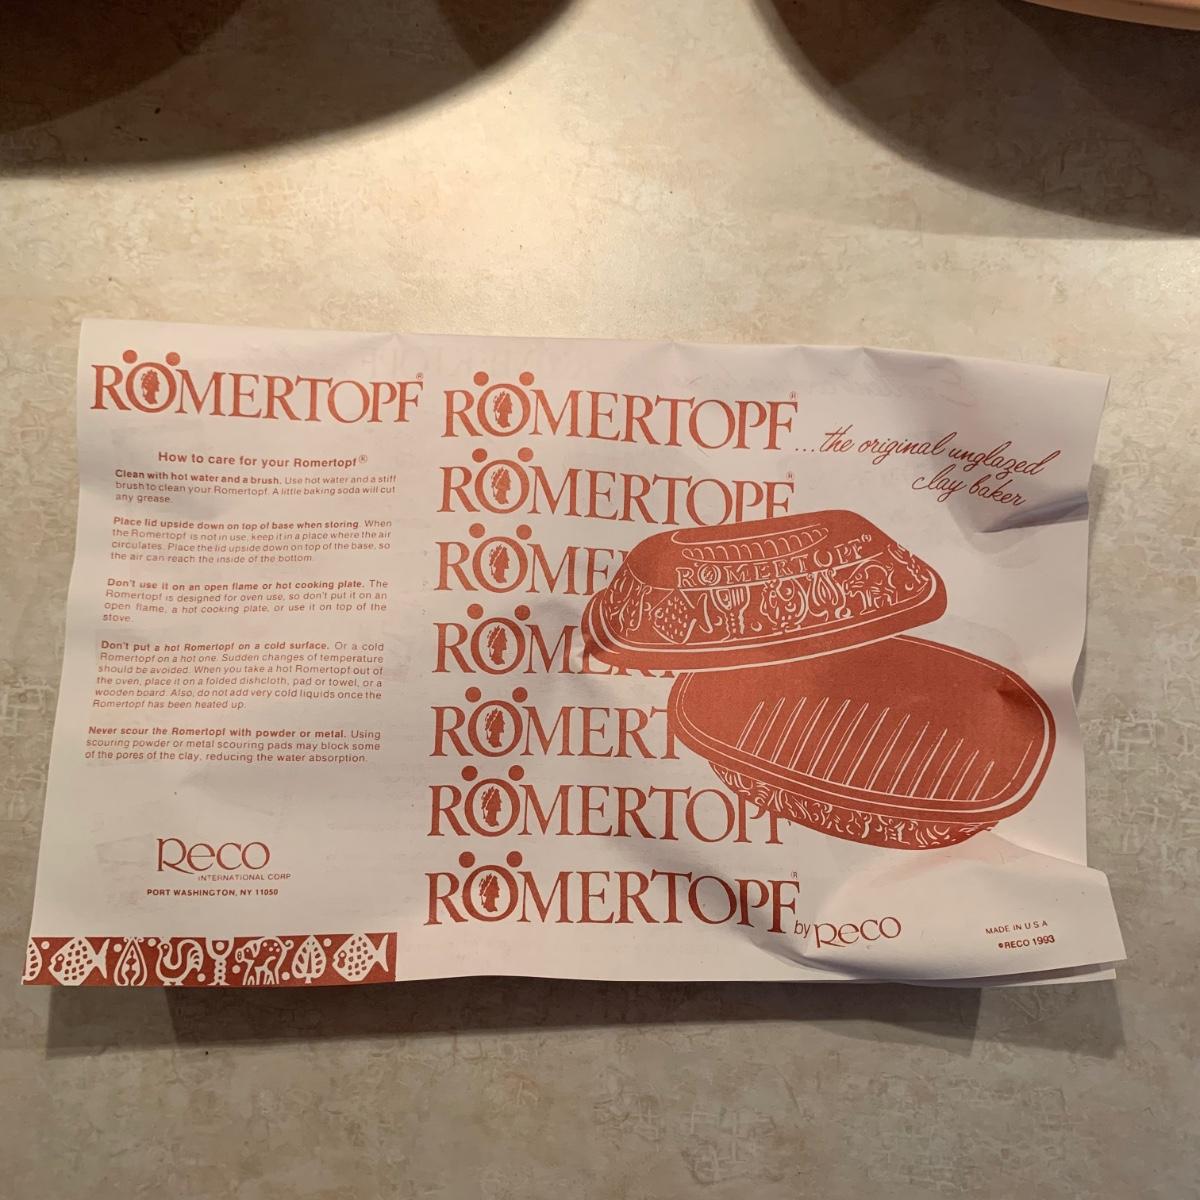 RÖMERTOPF®
How to care for your Romertopf®
Clean with hot water and a brush. Use hot water and a stiff
brush to clean your Romertopf. A little baking soda will cut
any grease.
Place lid upside down on top of base when storing. When
the Romertopf is not in use, keep it in a place where the air
circulates. Place the lid upside down on top of the base, so
the air can reach the inside of the bottom.
Don't use it on an open flame or hot cooking plate. The
Romertopf is designed for oven use, so don't put it on an
open flame, a hot cooking plate, or use it on top of the
stove.
Don't put a hot Romertopf on a cold surface. Or a cold
Romertopf on a hot one. Sudden changes of temperature
should be avoided. When you take a hot Romertopf out of
the oven, place it on a folded dishcloth, pad or towel, or a
wooden board. Also, do not add very cold liquids once the
Romertopf has been heated up.
Never scour the Romertopf with powder or metal. Using
scouring powder or metal scouring pads may block some
of the pores of the clay, reducing the water absorption.
Reco
INTERNATIONAL CORP
PORT WASHINGTON, NY 11050
RÖMERTOPF®
...the original unglazed
clay baker
RÖMERTOPF®
RÖME
RÖME
RÖMERT
RÖMERTOPF
RÖMERTOPF®
by Reco
RÖMERTOPF®
MADE IN U S A
©RECO 1993